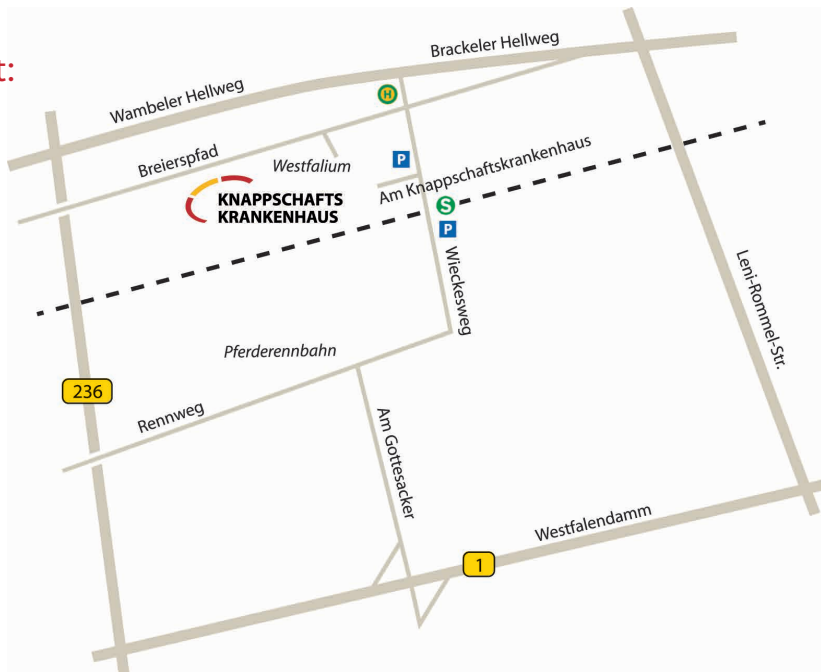 t:
Brackeler Hellweg
Wambeler Hellweg
H
Breierspfad
Westfalium
P
Am Knappschaftskrankenhaus
KNAPPSCHAFTS
KRANKENHAUS
S
P
Wieckesweg
Leni-Rommel-Str.
Pferderennbahn
236
Rennweg
Am Gottesacker
Westfalendamm
1